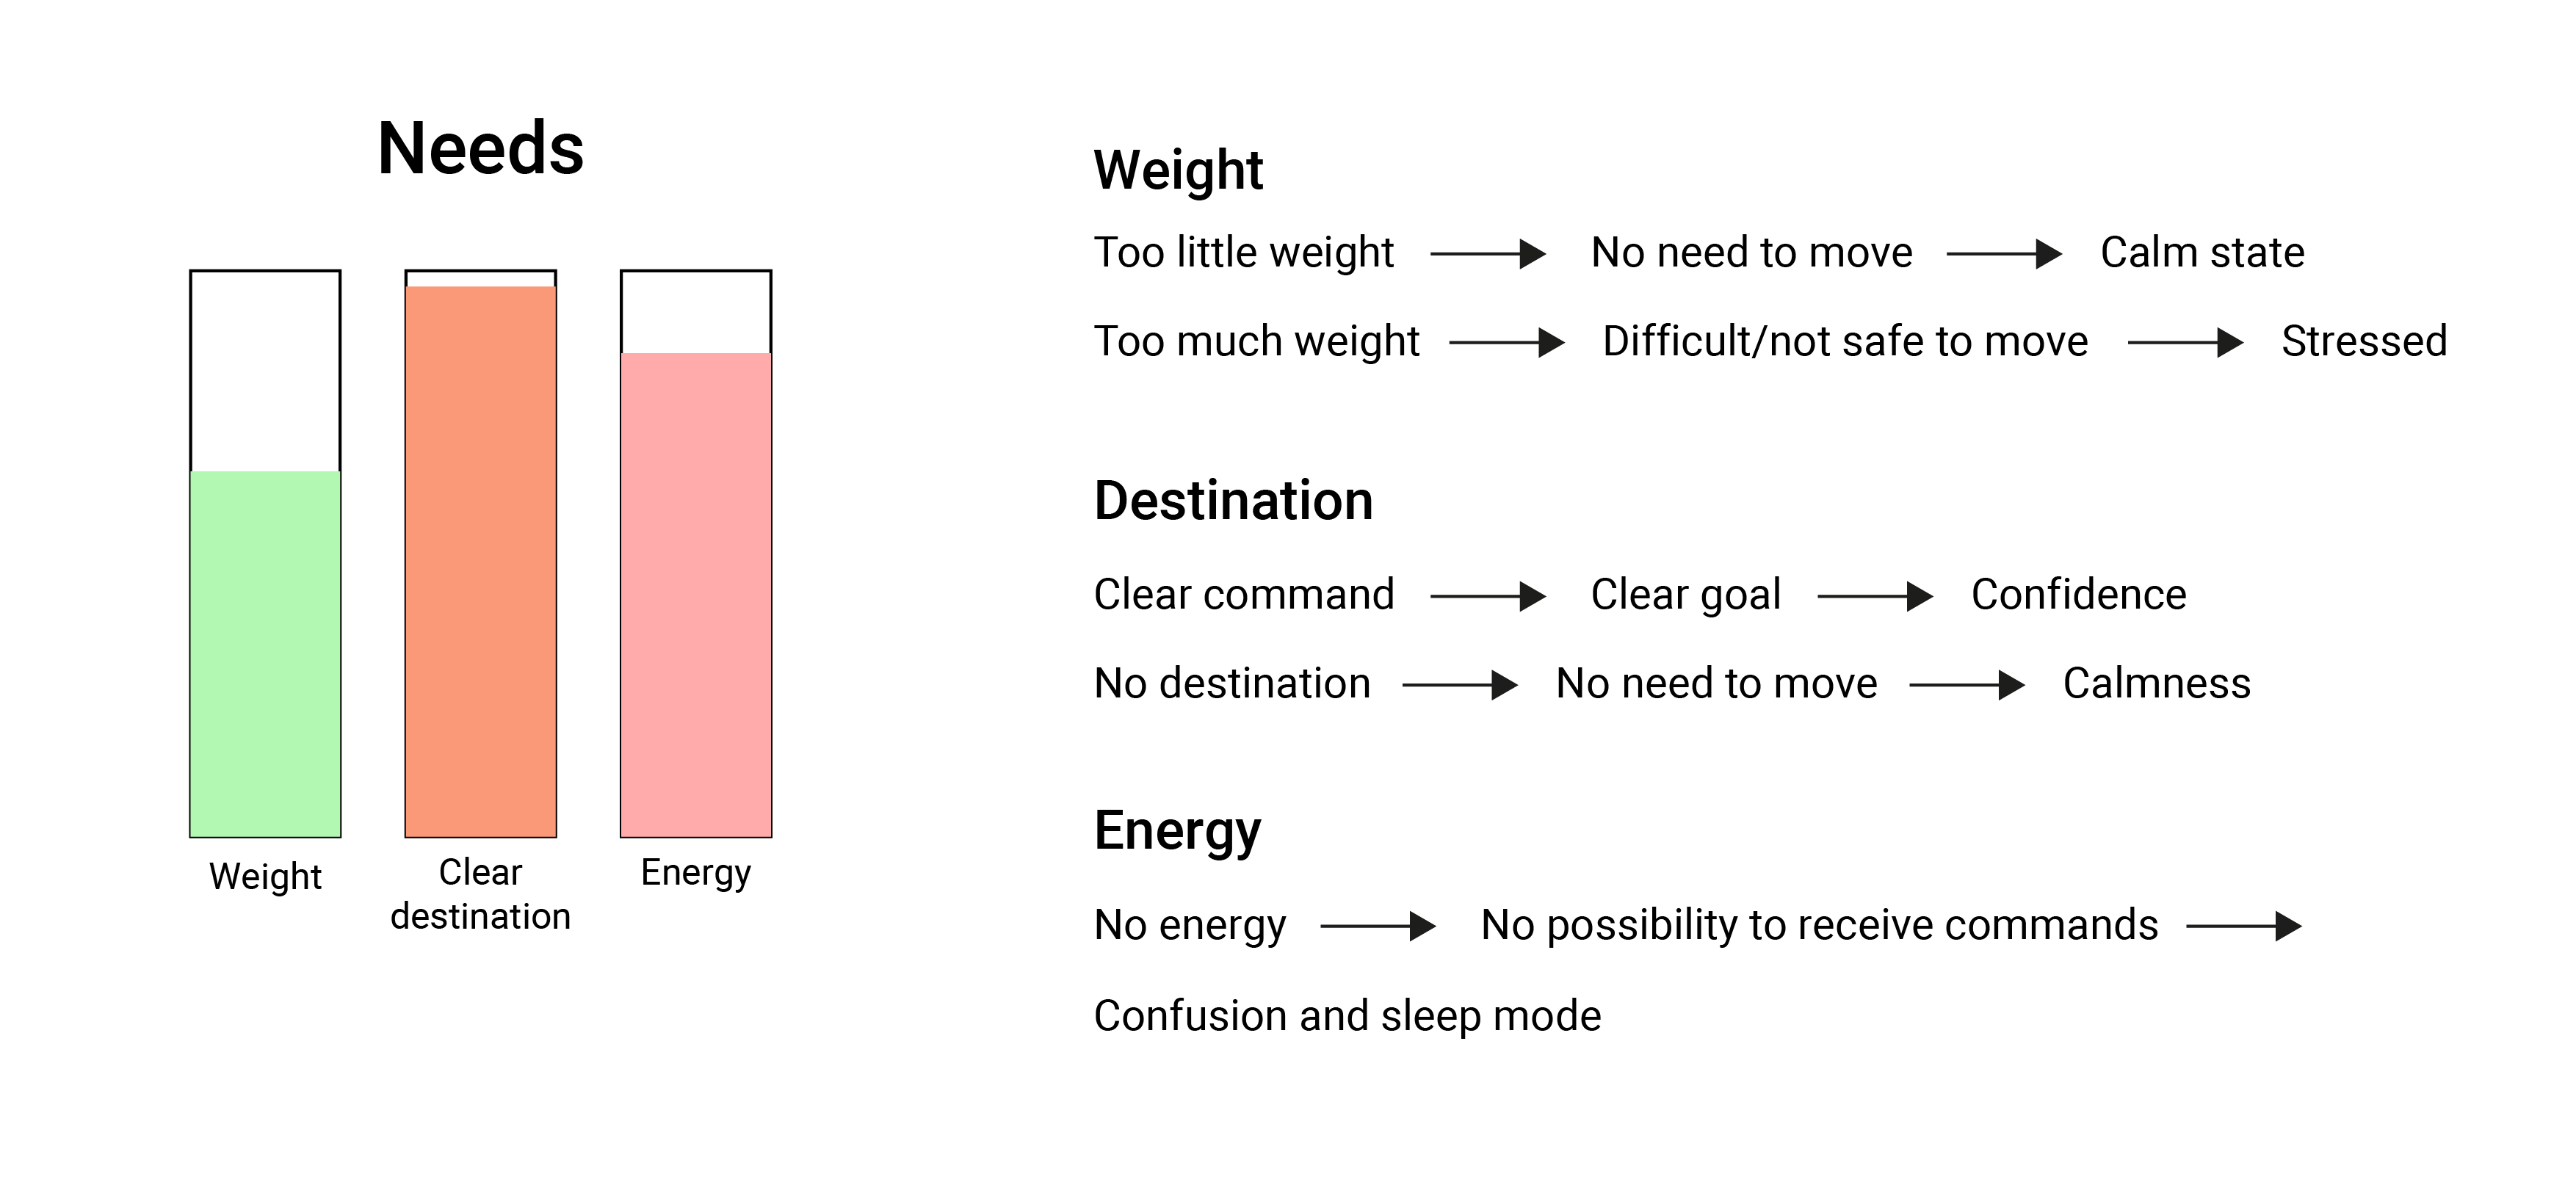 Needs
Weight
Clear
destination
Energy
Weight
Too little weight → No need to move → Calm state
Too much weight → Difficult/not safe to move → Stressed
Destination
Clear command → Clear goal → Confidence
No destination → No need to move → Calmness
Energy
No energy → No possibility to receive commands →
Confusion and sleep mode